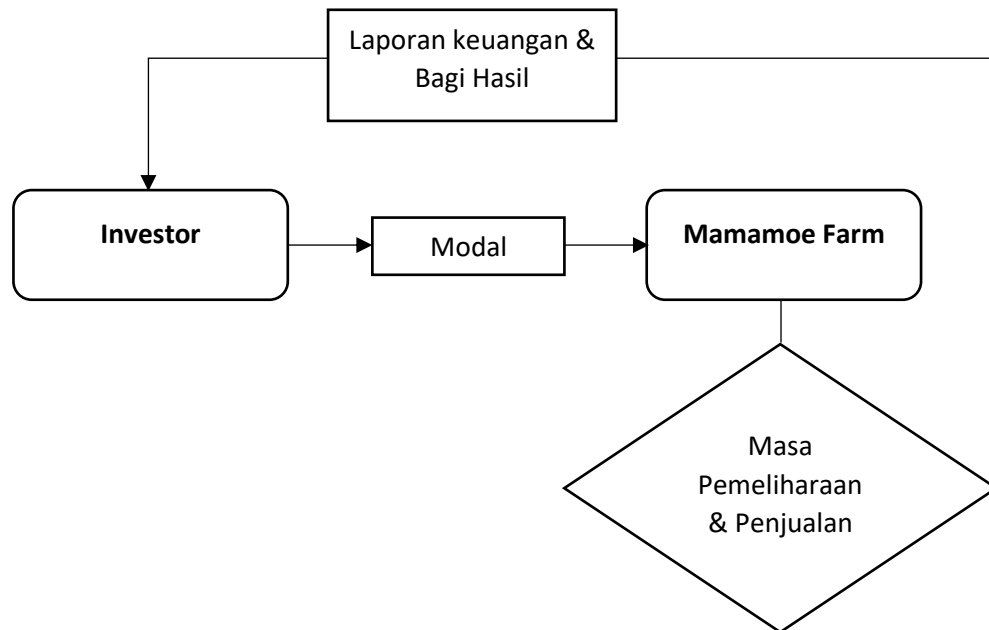 Laporan keuangan &
Bagi Hasil
Investor
Modal
Mamamoe Farm
Masa
Pemeliharaan
& Penjualan